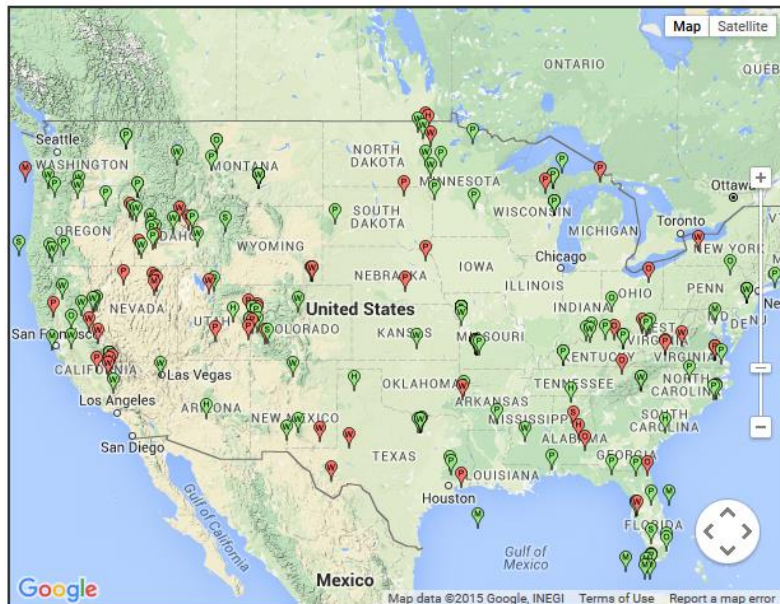 Map Satellite
ONTARIO
QUÉB
Seattle
WASHINGTON
NORTH
DAKOTA
MONTANA
MINNESOTA
Ottawa
OREGON
IDAHO
SOUTH
DAKOTA
WISCONSIN
MICHIGAN
Toronto
WYOMING
NEW YORK
Chicago
IOWA
NEBRASKA
ILLINOIS
INDIANA
OHIO
PENN
NEVADA
UTAH
United States
COLORADO
KANSAS
MISSOURI
WEST
VIRGINIA
San Francisco
CALIFORNIA
Las Vegas
KENTUCKY
VIRGINIA
OKLAHOMA
TENNESSEE
NORTH
CAROLINA
Los Angeles
ARIZONA
NEW MEXICO
ARKANSAS
MISSISSIPPI
SOUTH
CAROLINA
San Diego
ALABAMA
TEXAS
GEORGIA
LOUISIANA
Houston
Gulf of California
FLORIDA
Gulf of
Mexico
Mexico
Google
Map data ©2015 Google, INEGI Terms of Use Report a map error